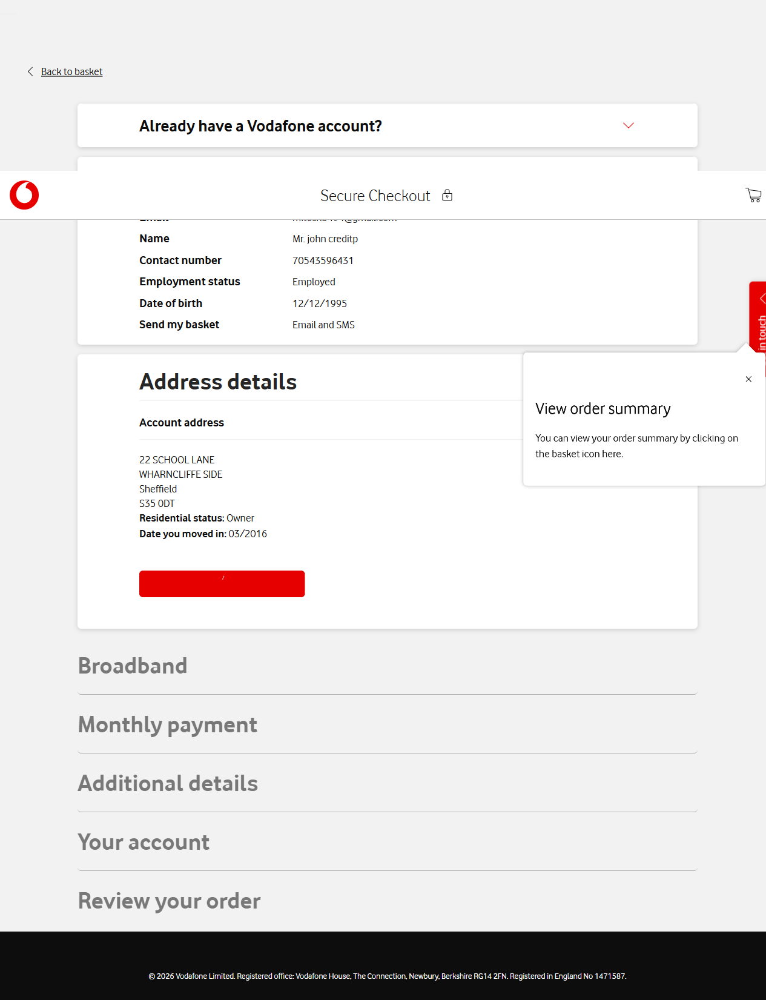 Back to basket
Already have a Vodafone account?
Secure Checkout
Name Mr. john creditp
Contact number 70543596431
Employment status Employed
Date of birth 12/12/1995
Send my basket Email and SMS
in touch
Address details
Account address
22 SCHOOL LANE
WHARNCLIFFE SIDE
Sheffield
S35 0DT
Residential status: Owner
Date you moved in: 03/2016
View order summary
You can view your order summary by clicking on
the basket icon here.
Broadband
Monthly payment
Additional details
Your account
Review your order
© 2026 Vodafone Limited. Registered office: Vodafone House, The Connection, Newbury, Berkshire RG14 2FN. Registered in England No 1471587.